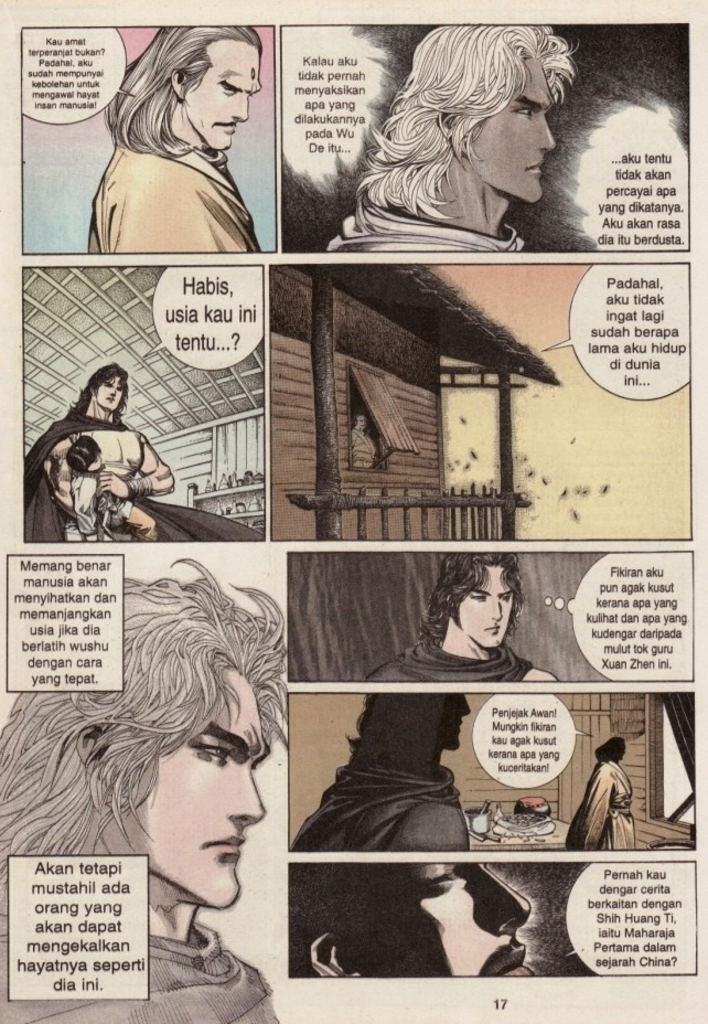 Kau amat
terperanjat bukan?
Padahal, aku
sudah mempunyai
kebolehan untuk
mengawal hayat
insan manusia!
Kalau aku
tidak pernah
menyaksikan
apa yang
dilakukannya
pada Wu
De itu...
...aku tentu
tidak akan
percayai apa
yang dikatanya.
Aku akan rasa
dia itu berdusta.
Habis,
usia kau ini
tentu...?
Padahal,
aku tidak
ingat lagi
sudah berapa
lama aku hidup
di dunia
ini...
Memang benar
manusia akan
menyihatkan dan
memanjangkan
usia jika dia
berlatih wushu
dengan cara
yang tepat.
Fikiran aku
pun agak kusut
kerana apa yang
kulihat dan apa yang
kudengar daripada
mulut tok guru
Xuan Zhen ini.
Penjejak Awan!
Mungkin fikiran
kau agak kusut
kerana apa yang
kuceritakan!
Akan tetapi
mustahil ada
orang yang
akan dapat
mengekalkan
hayatnya seperti
dia ini.
Pernah kau
dengar cerita
berkaitan dengan
Shih Huang Ti,
iaitu Maharaja
Pertama dalam
sejarah China?
17